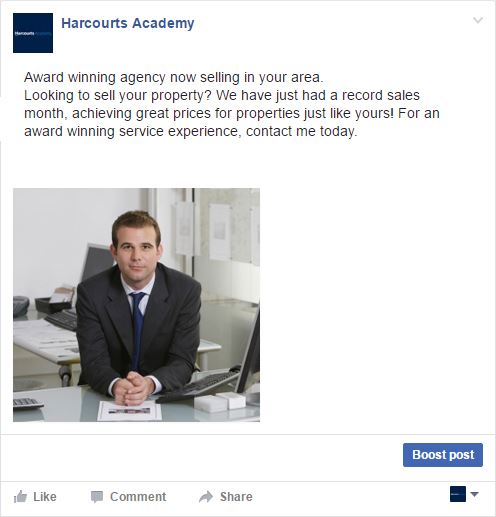 Harcourts Academy
Harcourts Academy
Award winning agency now selling in your area.
Looking to sell your property? We have just had a record sales
month, achieving great prices for properties just like yours! For an
award winning service experience, contact me today.
Boost post
Like
Comment
Share